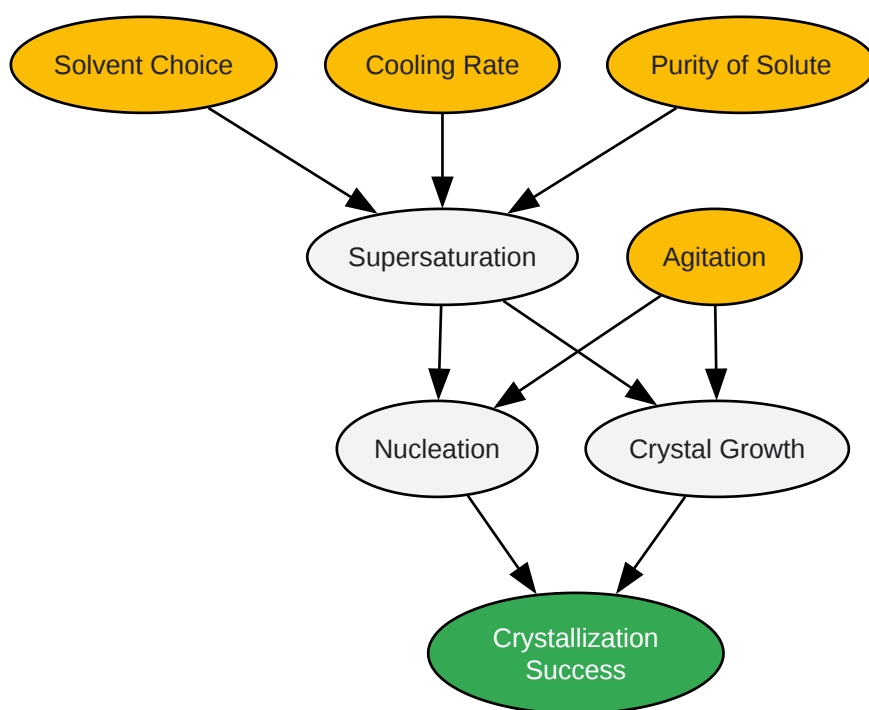 Solvent Choice
Cooling Rate
Purity of Solute
Supersaturation
Agitation
Nucleation
Crystal Growth
Crystallization
Success